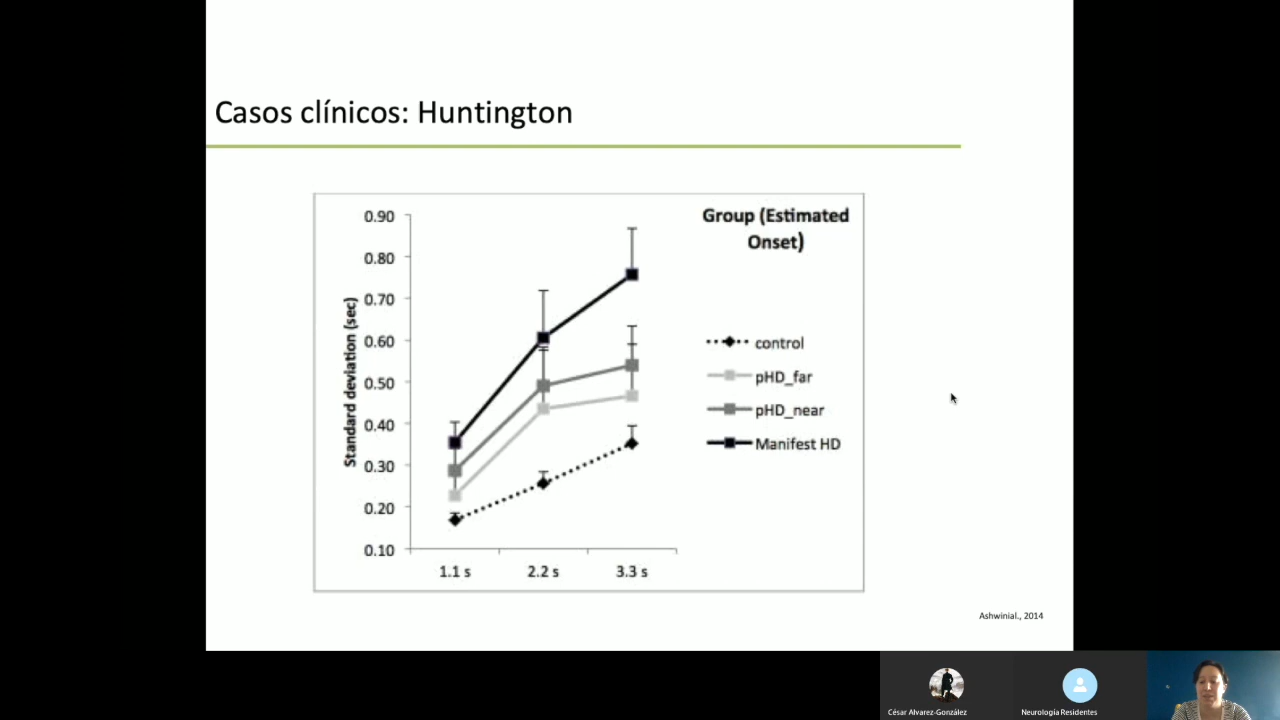 Casos clínicos: Huntington
Group (Estimated
Onset)
Standard deviation (sec)
0.90
0.80
0.70
0.60
0.50
0.40
0.30
0.20
0.10
1.1 s
2.2 s
3.3 s
control
pHD_far
pHD_near
Manifest HD
Ashwinial., 2014
César Alvarez-González
Neurología Residentes